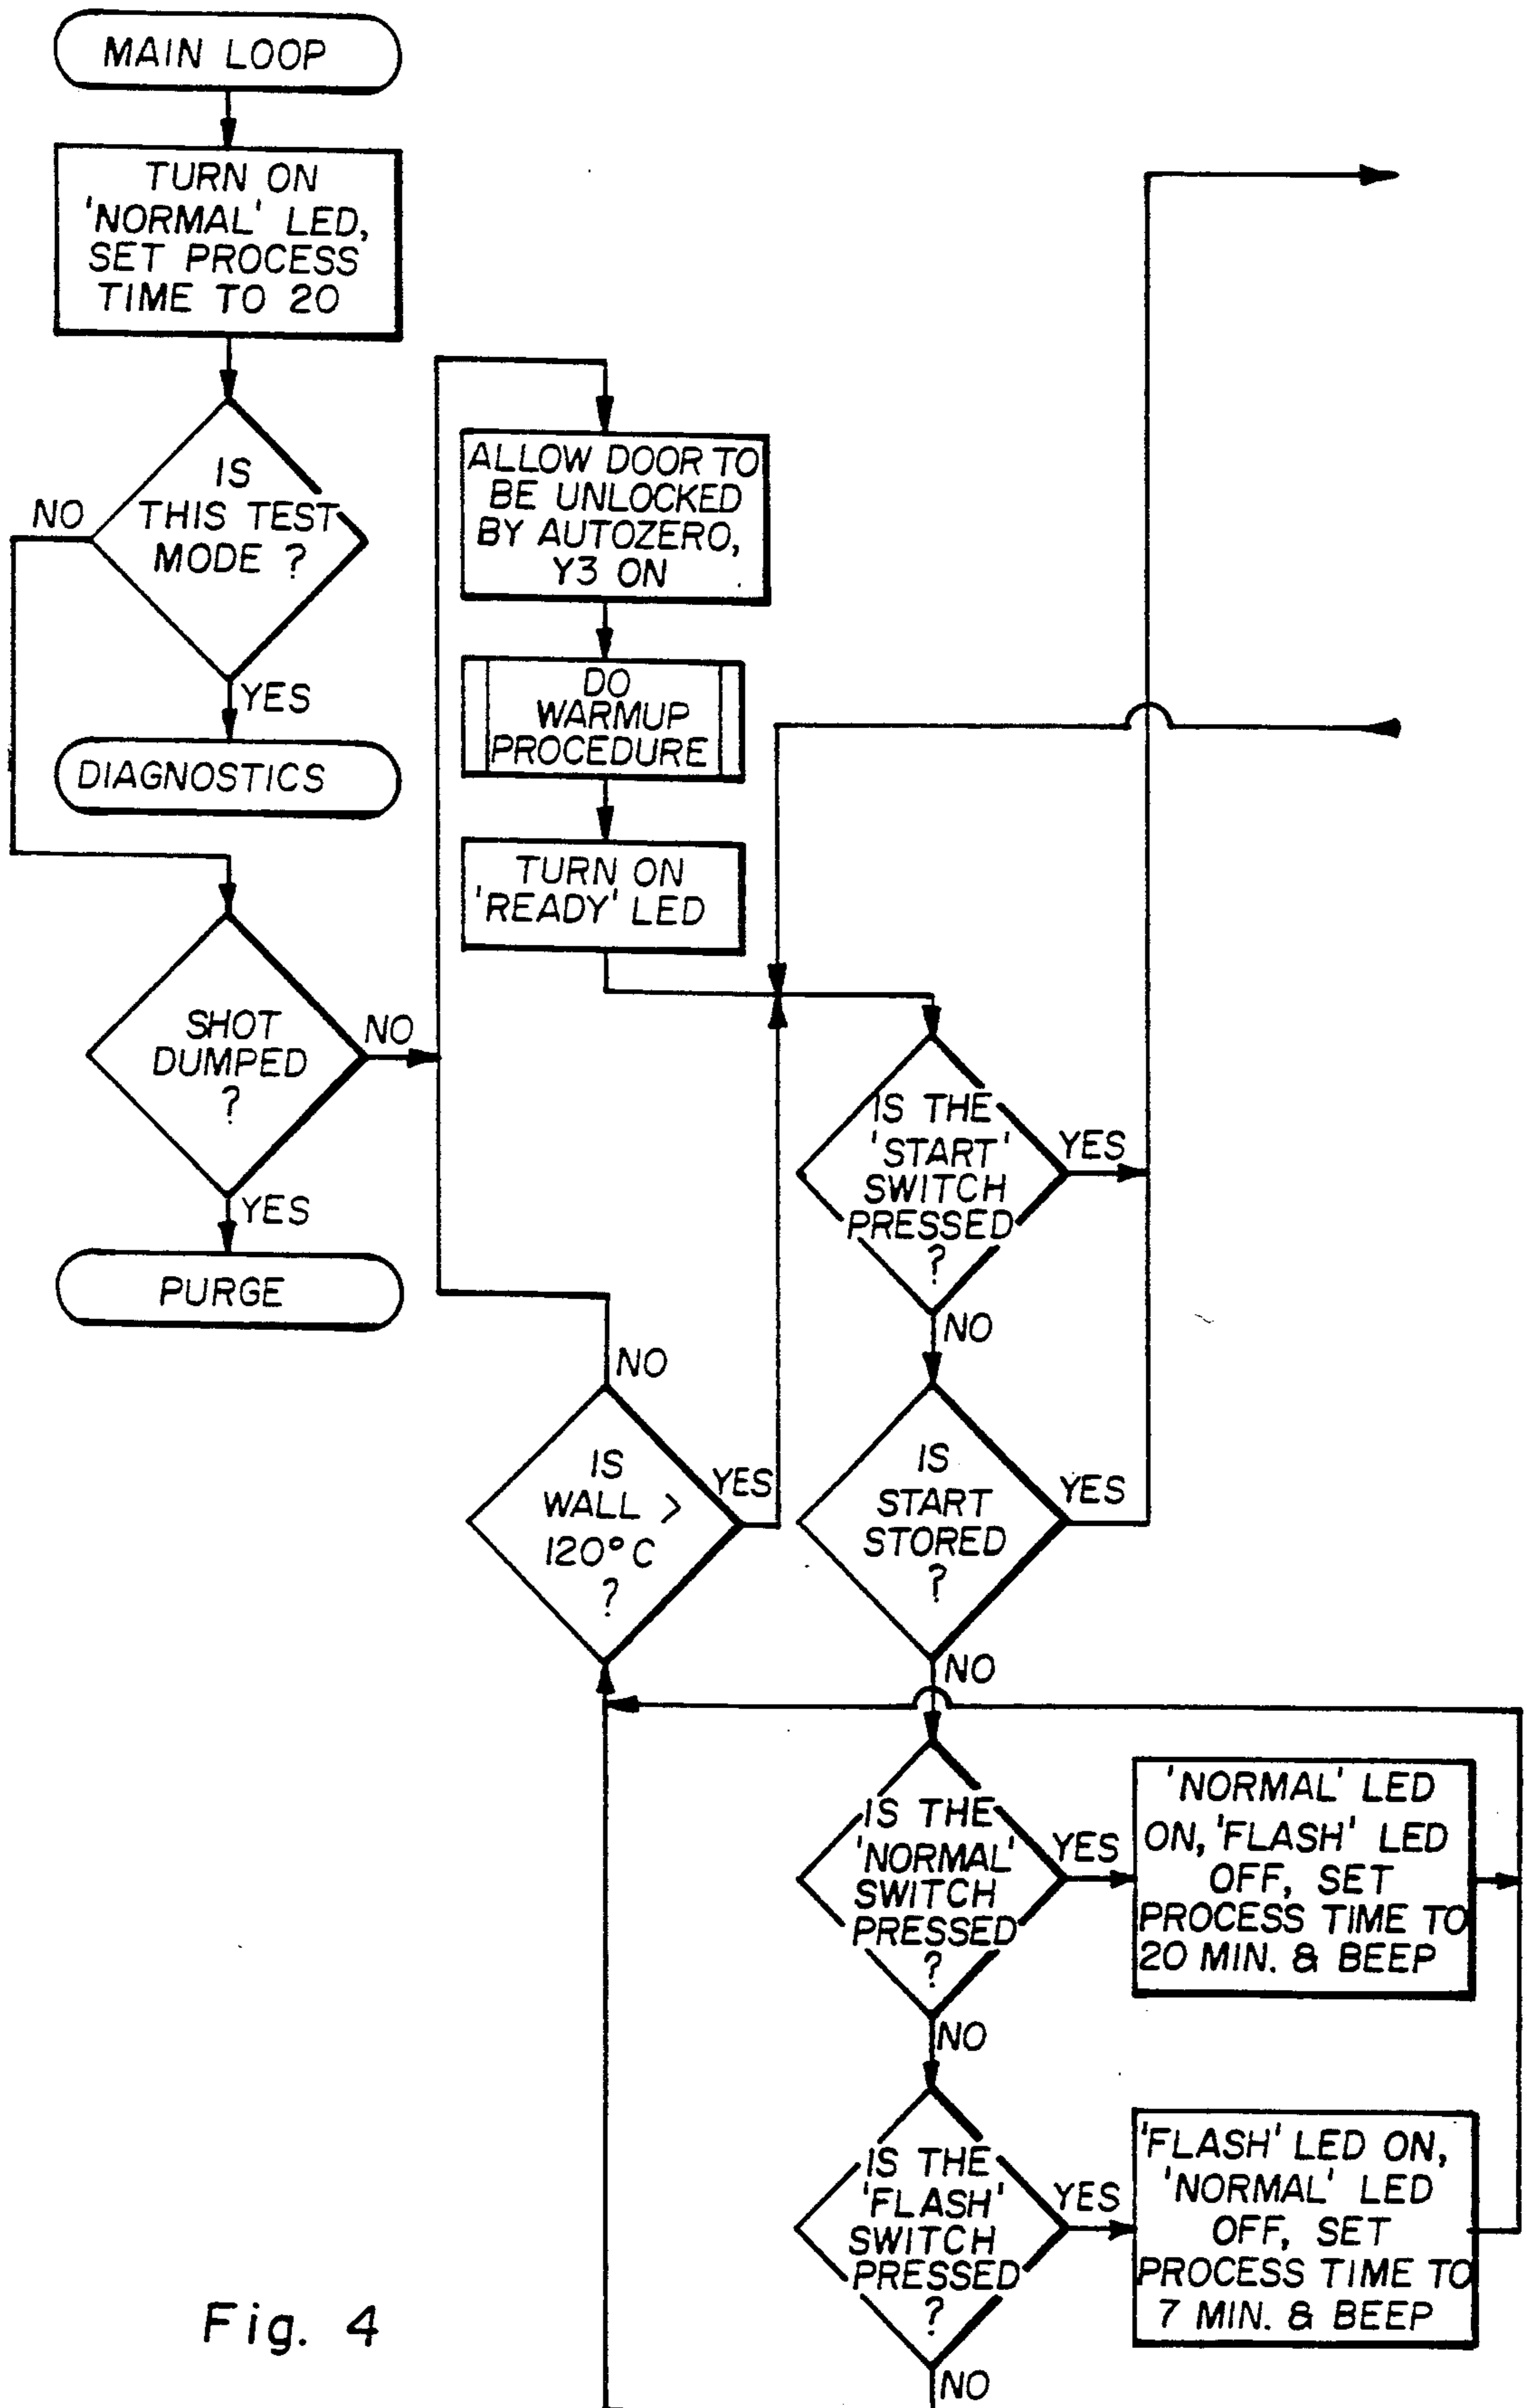 MAIN LOOP
TURN ON
'NORMAL' LED,
SET PROCESS
TIME TO 20
IS
THIS TEST
MODE ?
NO
YES
DIAGNOSTICS
SHOT
DUMPED
?
NO
YES
PURGE
ALLOW DOOR TO
BE UNLOCKED
BY AUTOZERO,
Y3 ON
DO
WARMUP
PROCEDURE
TURN ON
'READY' LED
NO
IS
WALL >
120°C
?
YES
IS THE
'START'
SWITCH
PRESSED
?
YES
NO
IS
START
STORED
?
YES
NO
IS THE
'NORMAL'
SWITCH
PRESSED
?
YES
'NORMAL' LED
ON, 'FLASH' LED
OFF, SET
PROCESS TIME TO
20 MIN. & BEEP
NO
IS THE
'FLASH'
SWITCH
PRESSED
?
YES
'FLASH' LED ON,
'NORMAL' LED
OFF, SET
PROCESS TIME TO
7 MIN. & BEEP
NO
Fig. 4